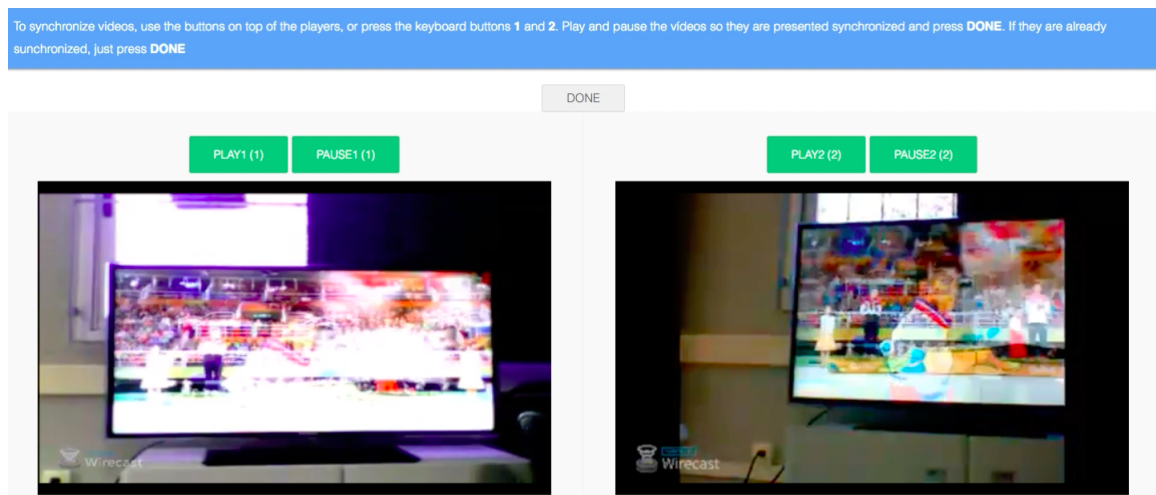 To synchronize videos, use the buttons on top of the players, or press the keyboard buttons 1 and 2. Play and pause the videos so they are presented synchronized and press DONE. If they are already
sunchronized, just press DONE
DONE
PLAY1 (1) PAUSE1 (1) PLAY2 (2) PAUSE2 (2)
Wirecast Wirecast